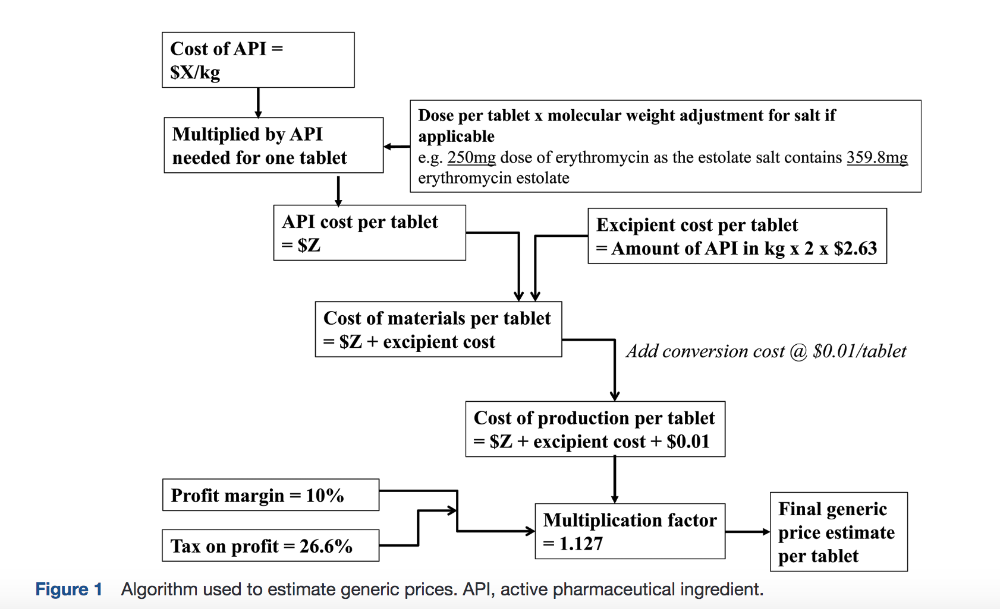 Cost of API =
$X/kg
Multiplied by API
needed for one tablet
Dose per tablet x molecular weight adjustment for salt if
applicable
e.g. 250mg dose of erythromycin as the estolate salt contains 359.8mg
erythromycin estolate
API cost per tablet
= $Z
Excipient cost per tablet
= Amount of API in kg x 2 x $2.63
Cost of materials per tablet
= $Z + excipient cost
Add conversion cost @ $0.01/tablet
Cost of production per tablet
= $Z + excipient cost + $0.01
Profit margin = 10%
Tax on profit = 26.6%
Multiplication factor
= 1.127
Final generic
price estimate
per tablet
Figure 1 Algorithm used to estimate generic prices. API, active pharmaceutical ingredient.